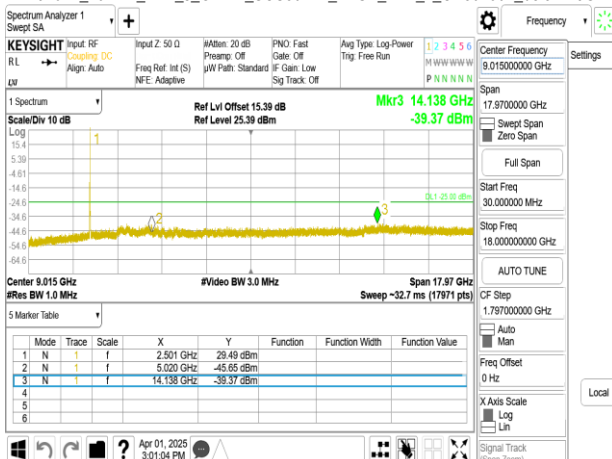 Spectrum Analyzer 1
Swept SA
+
Frequency
KEYSIGHT
RL
Input: RF
Coupling: DC
Align: Auto
Input Z: 50 Ω
Freq Ref: Int (S)
NFE: Adaptive
#Atten: 20 dB
Preamp: Off
µW Path: Standard
PNO: Fast
Gate: Off
IF Gain: Low
Sig Track: Off
Avg Type: Log-Power
Trig: Free Run
1 2 3 4 5 6
M W W W W W
P N N N N N
Center Frequency
9.015000000 GHz
Settings
Span
17.9700000 GHz
Swept Span
Zero Span
Full Span
Start Freq
30.000000 MHz
Stop Freq
18.000000000 GHz
AUTO TUNE
CF Step
1.797000000 GHz
Auto
Man
Freq Offset
0 Hz
X Axis Scale
Log
Lin
Local
Signal Track
1 Spectrum
Scale/Div 10 dB
Ref Lvl Offset 15.39 dB
Ref Level 25.39 dBm
Mkr3 14.138 GHz
-39.37 dBm
Log
15.4
5.39
-4.61
-14.6
-24.6
-34.6
-44.6
-54.6
-64.6
1
2
3
DL1 -25.00 dBm
Center 9.015 GHz
#Res BW 1.0 MHz
#Video BW 3.0 MHz
Span 17.97 GHz
Sweep ~32.7 ms (17971 pts)
5 Marker Table
Mode Trace Scale X Y Function Function Width Function Value
1 N 1 f 2.501 GHz 29.49 dBm
2 N 1 f 5.020 GHz -45.65 dBm
3 N 1 f 14.138 GHz -39.37 dBm
4
5
6
?
Apr 01, 2025
3:01:04 PM